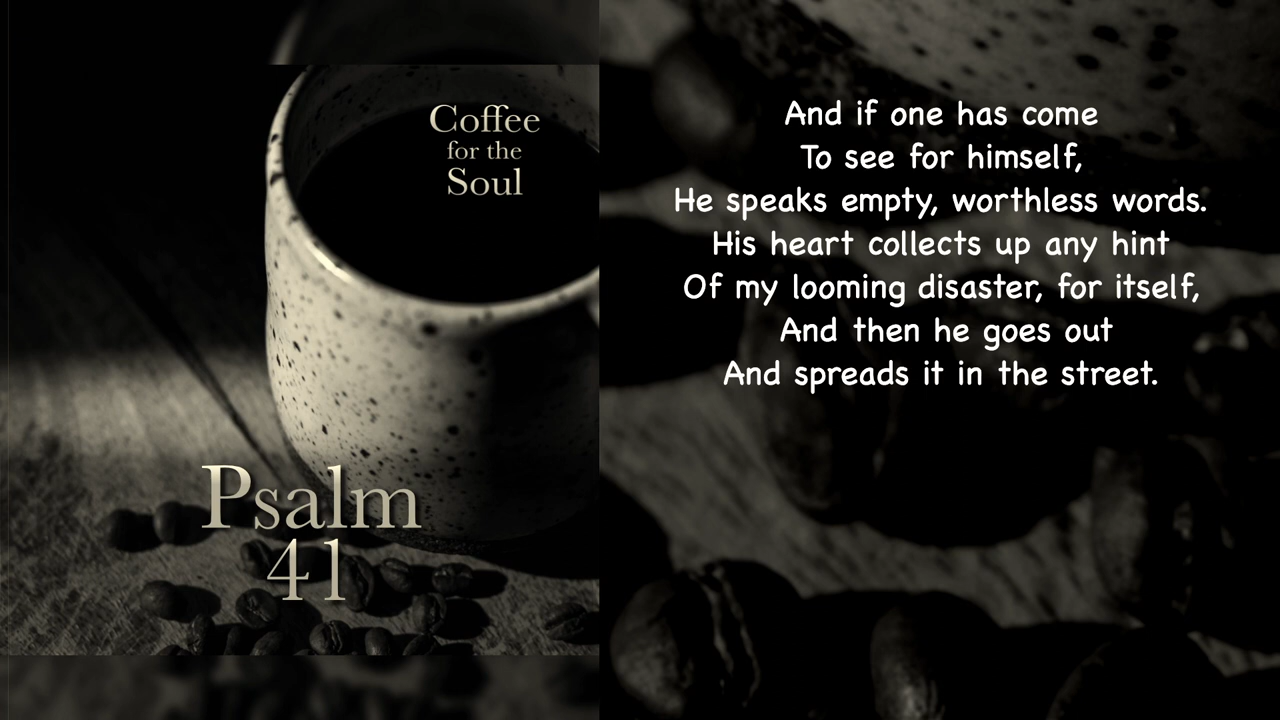 Coffee
for the
Soul
Psalm
41
And if one has come
To see for himself,
He speaks empty, worthless words.
His heart collects up any hint
Of my looming disaster, for itself,
And then he goes out
And spreads it in the street.